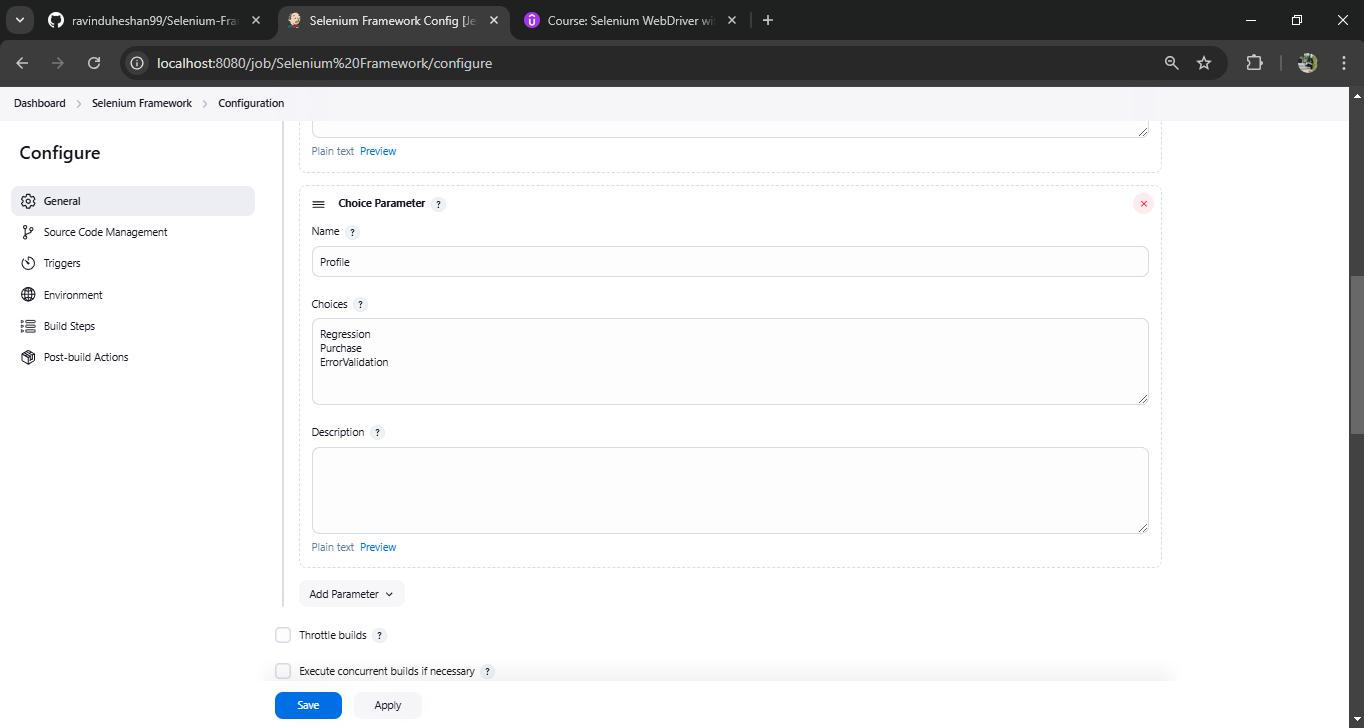 ravinduheshan99/Selenium-Fra
Selenium Framework Config [Je
Course: Selenium WebDriver wi
localhost:8080/job/Selenium%20Framework/configure
Dashboard > Selenium Framework > Configuration
Configure
General
Source Code Management
Triggers
Environment
Build Steps
Post-build Actions
Plain text Preview
Choice Parameter ?
Name ?
Profile
Choices ?
Regression
Purchase
ErrorValidation
Description ?
Plain text Preview
Add Parameter
Throttle builds ?
Execute concurrent builds if necessary ?
Save Apply